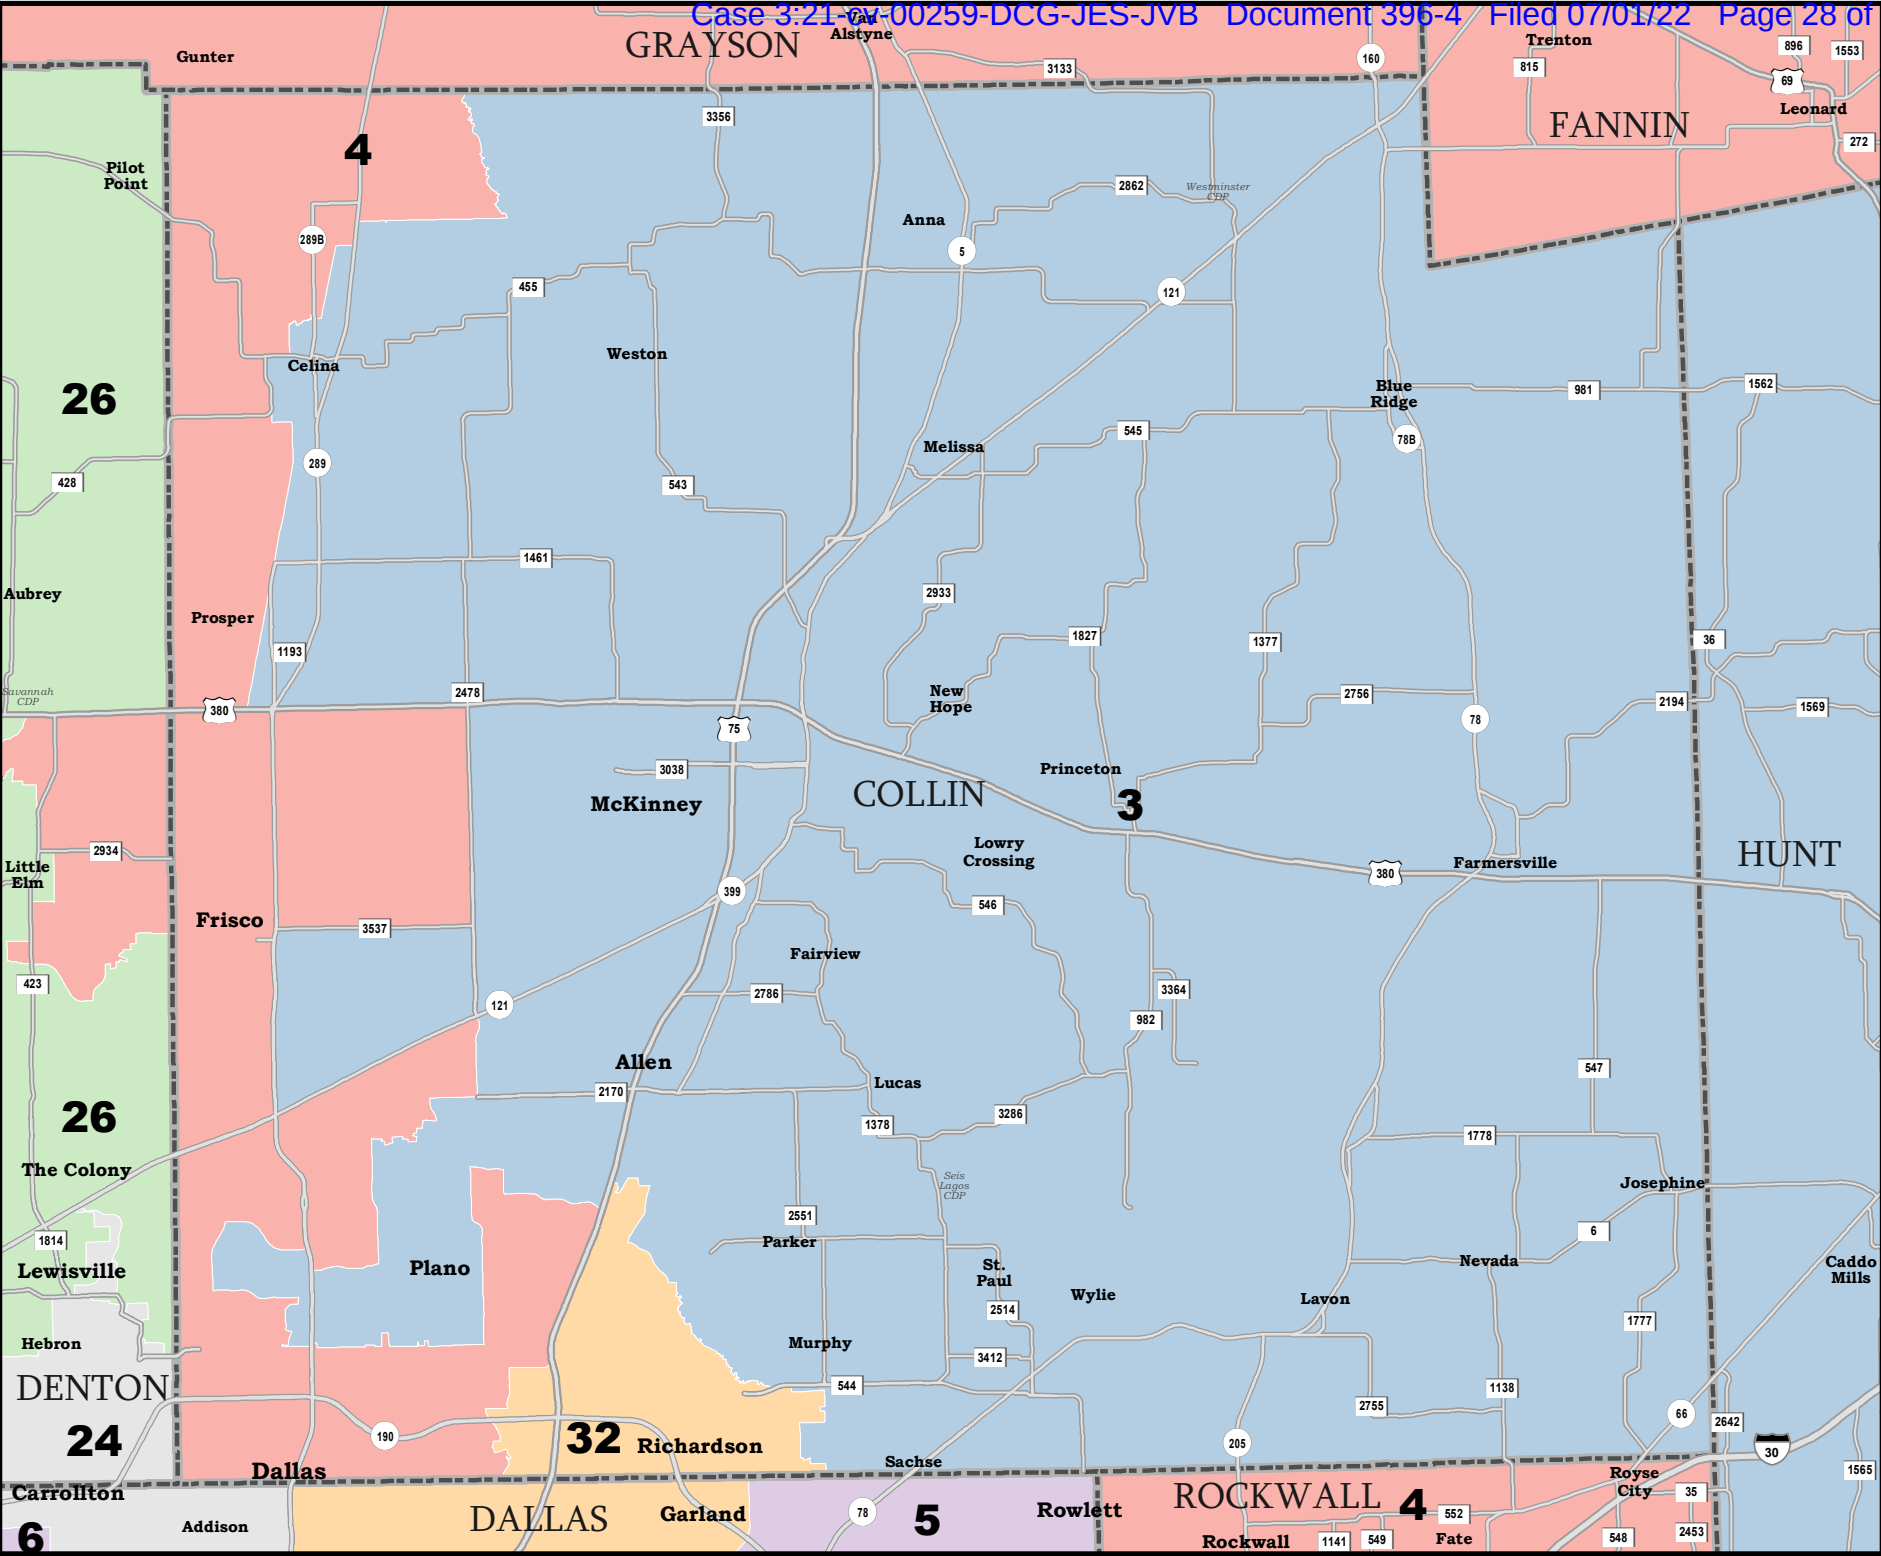 Case 3:21-cv-00259-DCG-JES-JVB Document 396-4 Filed 07/01/22 Page 28 of
Van
Alstyne
GRAYSON
Gunter
3133
160
Trenton
815
896
1553
69
Leonard
FANNIN
272
3356
4
Pilot
Point
2862
Westminster
CDP
Anna
289B
5
455
121
Weston
Celina
26
Blue
Ridge
981
1562
545
78B
Melissa
289
428
543
1461
Aubrey
2933
Prosper
1827
1377
36
1193
Savannah
CDP
2478
New
Hope
2756
2194
1569
380
75
78
3038
Princeton
McKinney
COLLIN
3
2934
Lowry
Crossing
HUNT
Little
Elm
380
Farmersville
399
Frisco
3537
546
Fairview
423
2786
3364
121
982
Allen
547
2170
Lucas
26
1378
3286
1778
The Colony
Seis
Lagos
CDP
Josephine
2551
1814
Parker
6
Lewisville
Plano
St.
Paul
Nevada
Caddo
Mills
Wylie
Lavon
2514
1777
Hebron
Murphy
3412
DENTON
544
1138
2755
24
190
32
Richardson
205
66
2642
30
Sachse
Dallas
Royse
City
1565
Carrollton
ROCKWALL
4
35
DALLAS
Garland
78
5
Rowlett
552
Addison
6
Rockwall
1141
549
Fate
548
2453